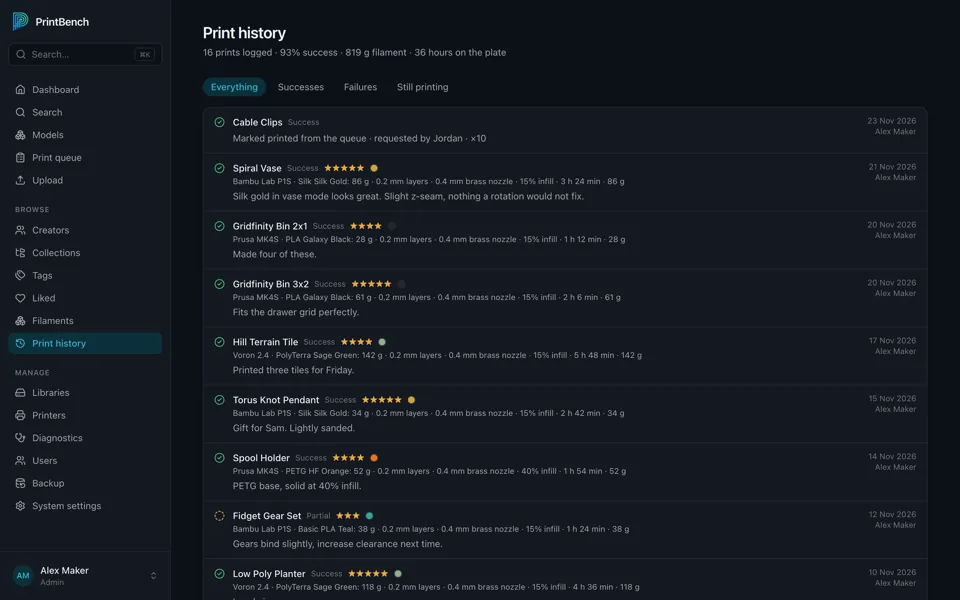 PrintBench
Search...
⌘K
Dashboard
Search
Models
Print queue
Upload
BROWSE
Creators
Collections
Tags
Liked
Filaments
Print history
MANAGE
Libraries
Printers
Diagnostics
Users
Backup
System settings
AM
Alex Maker
Admin
Print history
16 prints logged · 93% success · 819 g filament · 36 hours on the plate
Everything Successes Failures Still printing
Cable Clips Success
Marked printed from the queue · requested by Jordan · ×10
23 Nov 2026
Alex Maker
Spiral Vase Success ★★★★★
Bambu Lab P1S · Silk Silk Gold: 86 g · 0.2 mm layers · 0.4 mm brass nozzle · 15% infill · 3 h 24 min · 86 g
Silk gold in vase mode looks great. Slight z-seam, nothing a rotation would not fix.
21 Nov 2026
Alex Maker
Gridfinity Bin 2x1 Success ★★★★
Prusa MK4S · PLA Galaxy Black: 28 g · 0.2 mm layers · 0.4 mm brass nozzle · 15% infill · 1 h 12 min · 28 g
Made four of these.
20 Nov 2026
Alex Maker
Gridfinity Bin 3x2 Success ★★★★★
Prusa MK4S · PLA Galaxy Black: 61 g · 0.2 mm layers · 0.4 mm brass nozzle · 15% infill · 2 h 6 min · 61 g
Fits the drawer grid perfectly.
20 Nov 2026
Alex Maker
Hill Terrain Tile Success ★★★★
Voron 2.4 · PolyTerra Sage Green: 142 g · 0.2 mm layers · 0.4 mm brass nozzle · 15% infill · 5 h 48 min · 142 g
Printed three tiles for Friday.
17 Nov 2026
Alex Maker
Torus Knot Pendant Success ★★★★★
Bambu Lab P1S · Silk Silk Gold: 34 g · 0.2 mm layers · 0.4 mm brass nozzle · 15% infill · 2 h 42 min · 34 g
Gift for Sam. Lightly sanded.
15 Nov 2026
Alex Maker
Spool Holder Success ★★★★
Prusa MK4S · PETG HF Orange: 52 g · 0.2 mm layers · 0.4 mm brass nozzle · 40% infill · 1 h 54 min · 52 g
PETG base, solid at 40% infill.
14 Nov 2026
Alex Maker
Fidget Gear Set Partial ★★★
Bambu Lab P1S · Basic PLA Teal: 38 g · 0.2 mm layers · 0.4 mm brass nozzle · 15% infill · 1 h 24 min · 38 g
Gears bind slightly, increase clearance next time.
12 Nov 2026
Alex Maker
Low Poly Planter Success ★★★★★
Voron 2.4 · PolyTerra Sage Green: 118 g · 0.2 mm layers · 0.4 mm brass nozzle · 15% infill · 4 h 36 min · 118 g
10 Nov 2026
Alex Maker